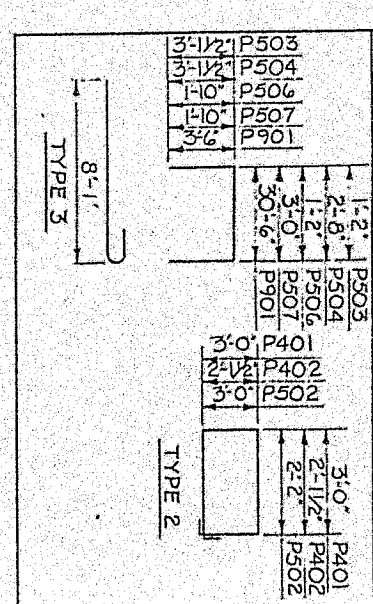 3'-1½" P503
3'-1½" P504
1'-10" P506
1'-10" P507
3'-6" P901
1'-2" P503
2'-8" P504
1'-2" P506
3'-0" P507
30'-6" P901
8'-1"
TYPE 3
3'-0" P401
2'-1½" P402
3'-0" P502
3'-0" P401
2'-1½" P402
2'-2" P502
TYPE 2